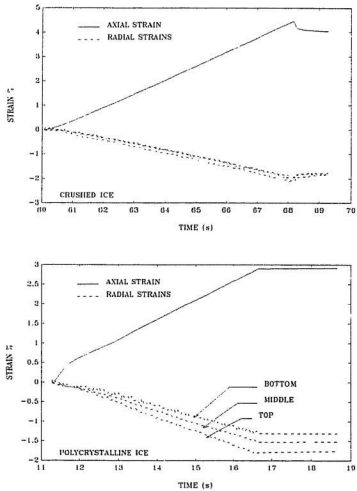 5
4
3
2
1
0
-1
-2
-3
AXIAL STRAIN
RADIAL STRAINS
STRAIN %
CRUSHED ICE
60 61 62 63 64 65 66 67 68 69 70
TIME (s)
3
2.5
2
1.5
1
0.5
0
-0.5
-1
-1.5
-2
AXIAL STRAIN
RADIAL STRAINS
STRAIN %
BOTTOM
MIDDLE
TOP
POLYCRYSTALLINE ICE
11 12 13 14 15 16 17 18 19
TIME (s)